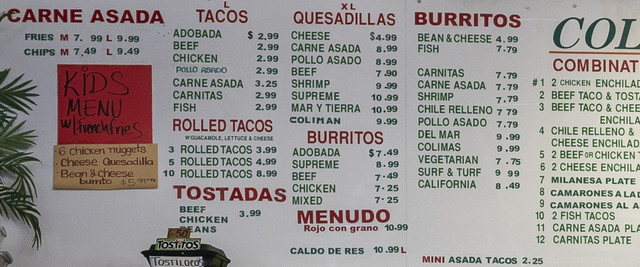 CARNE ASADA
FRIES M 7.99 L 9.99
CHIPS M 7.49 L 9.49
KIDS
MENU
w/frenchfries
6 chicken nuggets
Cheese Quesadilla
Bean & Cheese
burrito $5.99
L
TACOS
ADOBADA $ 2.99
BEEF 2.99
CHICKEN 2.99
POLLO ASADO 2.99
CARNE ASADA 3.25
CARNITAS 2.99
FISH 2.99
ROLLED TACOS
W/GUACAMOLE, LETTUCE & CHEESE
3 ROLLED TACOS 3.99
5 ROLLED TACOS 4.99
10 ROLLED TACOS 8.99
TOSTADAS
BEEF
CHICKEN 3.99
BEANS
TOSTITOS
TOSTILOCOS
XL
QUESADILLAS
CHEESE $4.99
CARNE ASADA 8.99
POLLO ASADO 8.99
BEEF 7.90
SHRIMP 9.99
SUPREME 10.99
MAR Y TIERRA 10.99
COLIMAN 9.99
BURRITOS
ADOBADA $7.49
SUPREME 8.99
BEEF 7.49
CHICKEN 7.25
MIXED 7.25
MENUDO
Rojo con grano 10.99
CALDO DE RES 10.99 L
BURRITOS
BEAN & CHEESE 4.99
FISH 7.79
CARNITAS 7.79
CARNE ASADA 7.79
SHRIMP 7.79
CHILE RELLENO 7.79
POLLO ASADO 7.79
DEL MAR 9.99
COLIMAS 9.99
VEGETARIAN 7.75
SURF & TURF 9.99
CALIFORNIA 8.49
MINI ASADA TACOS 2.25
COL
COMBINAT
#1 2 CHICKEN ENCHILAD
2 BEEF TACO & TOSTA
3 BEEF TACO & CHEE
ENCHILA
4 CHILE RELLENO &
CHEESE ENCHILAD
5 2 BEEF OR CHICKEN
6 2 CHEESE ENCHILA
7 MILANESA PLATE
8 CAMARONES A LA D
9 CAMARONES AL A
10 2 FISH TACOS
11 CARNE ASADA PLA
12 CARNITAS PLATE